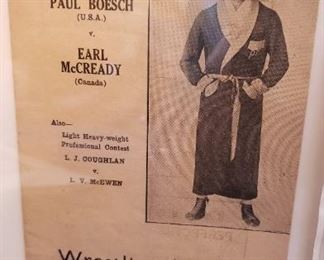 PAUL BOESCH
(U.S.A.)
v.
EARL
McCREADY
(Canada)
Also—
Light Heavy-weight
Professional Contest
L. J. COUGHLAN
v.
L. V. McEWEN